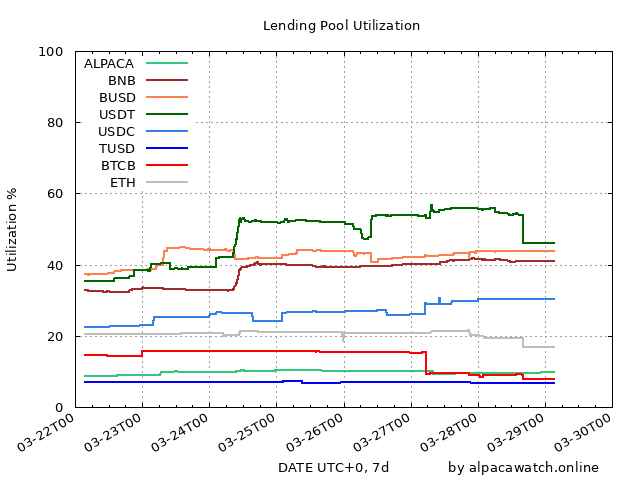 Lending Pool Utilization
100
80
60
40
20
0
Utilization %
ALPACA
BNB
BUSD
USDT
USDC
TUSD
BTCB
ETH
03-22T00
03-23T00
03-24T00
03-25T00
03-26T00
03-27T00
03-28T00
03-29T00
03-30T00
DATE UTC+0, 7d
by alpacawatch.online